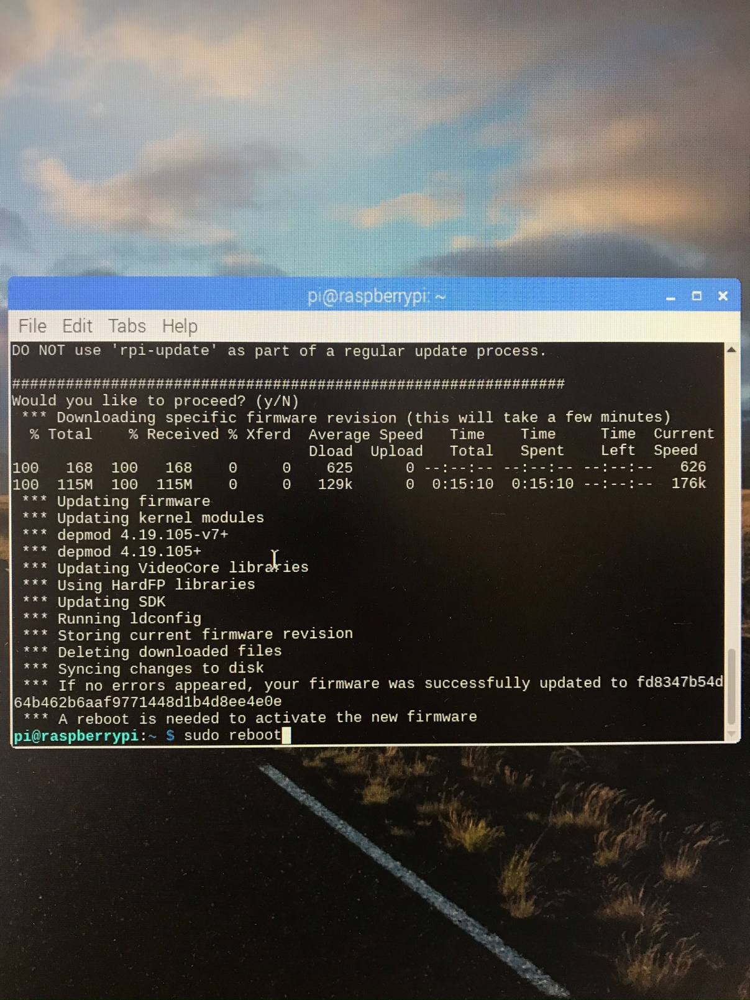 pi@raspberrypi: ~
File Edit Tabs Help
DO NOT use 'rpi-update' as part of a regular update process.
##############################################################
Would you like to proceed? (y/N)
*** Downloading specific firmware revision (this will take a few minutes)
% Total % Received % Xferd Average Speed Time Time Time Current
Dload Upload Total Spent Left Speed
100 168 100 168 0 0 625 0 --:--:-- --:--:-- --:--:-- 626
100 115M 100 115M 0 0 129k 0 0:15:10 0:15:10 --:--:-- 176k
*** Updating firmware
*** Updating kernel modules
*** depmod 4.19.105-v7+
*** depmod 4.19.105+
*** Updating VideoCore libraries
*** Using HardFP libraries
*** Updating SDK
*** Running ldconfig
*** Storing current firmware revision
*** Deleting downloaded files
*** Syncing changes to disk
*** If no errors appeared, your firmware was successfully updated to fd8347b54d
64b462b6aaf9771448d1b4d8ee4e0e
*** A reboot is needed to activate the new firmware
pi@raspberrypi:~ $ sudo reboot